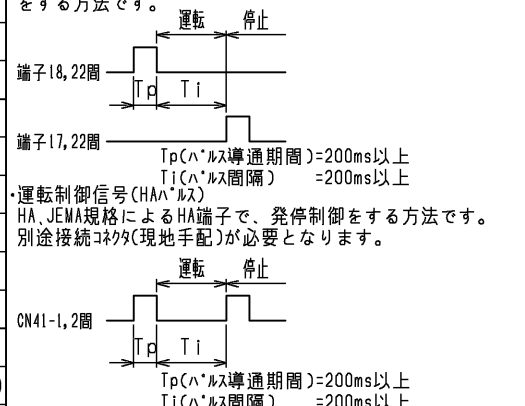 をする方法です。
運転 停止
端子18,22間
Tp Ti
端子17,22間
Tp(パルス導通期間)=200ms以上
Ti(パルス間隔) =200ms以上
・運転制御信号(HAパルス)
HA、JEMA規格によるHA端子で、発停制御をする方法です。
別途接続コネクタ(現地手配)が必要となります。
運転 停止
CN41-1,2間
Tp Ti
Tp(パルス導通期間)=200ms以上
Ti(パルス間隔) =200ms以上